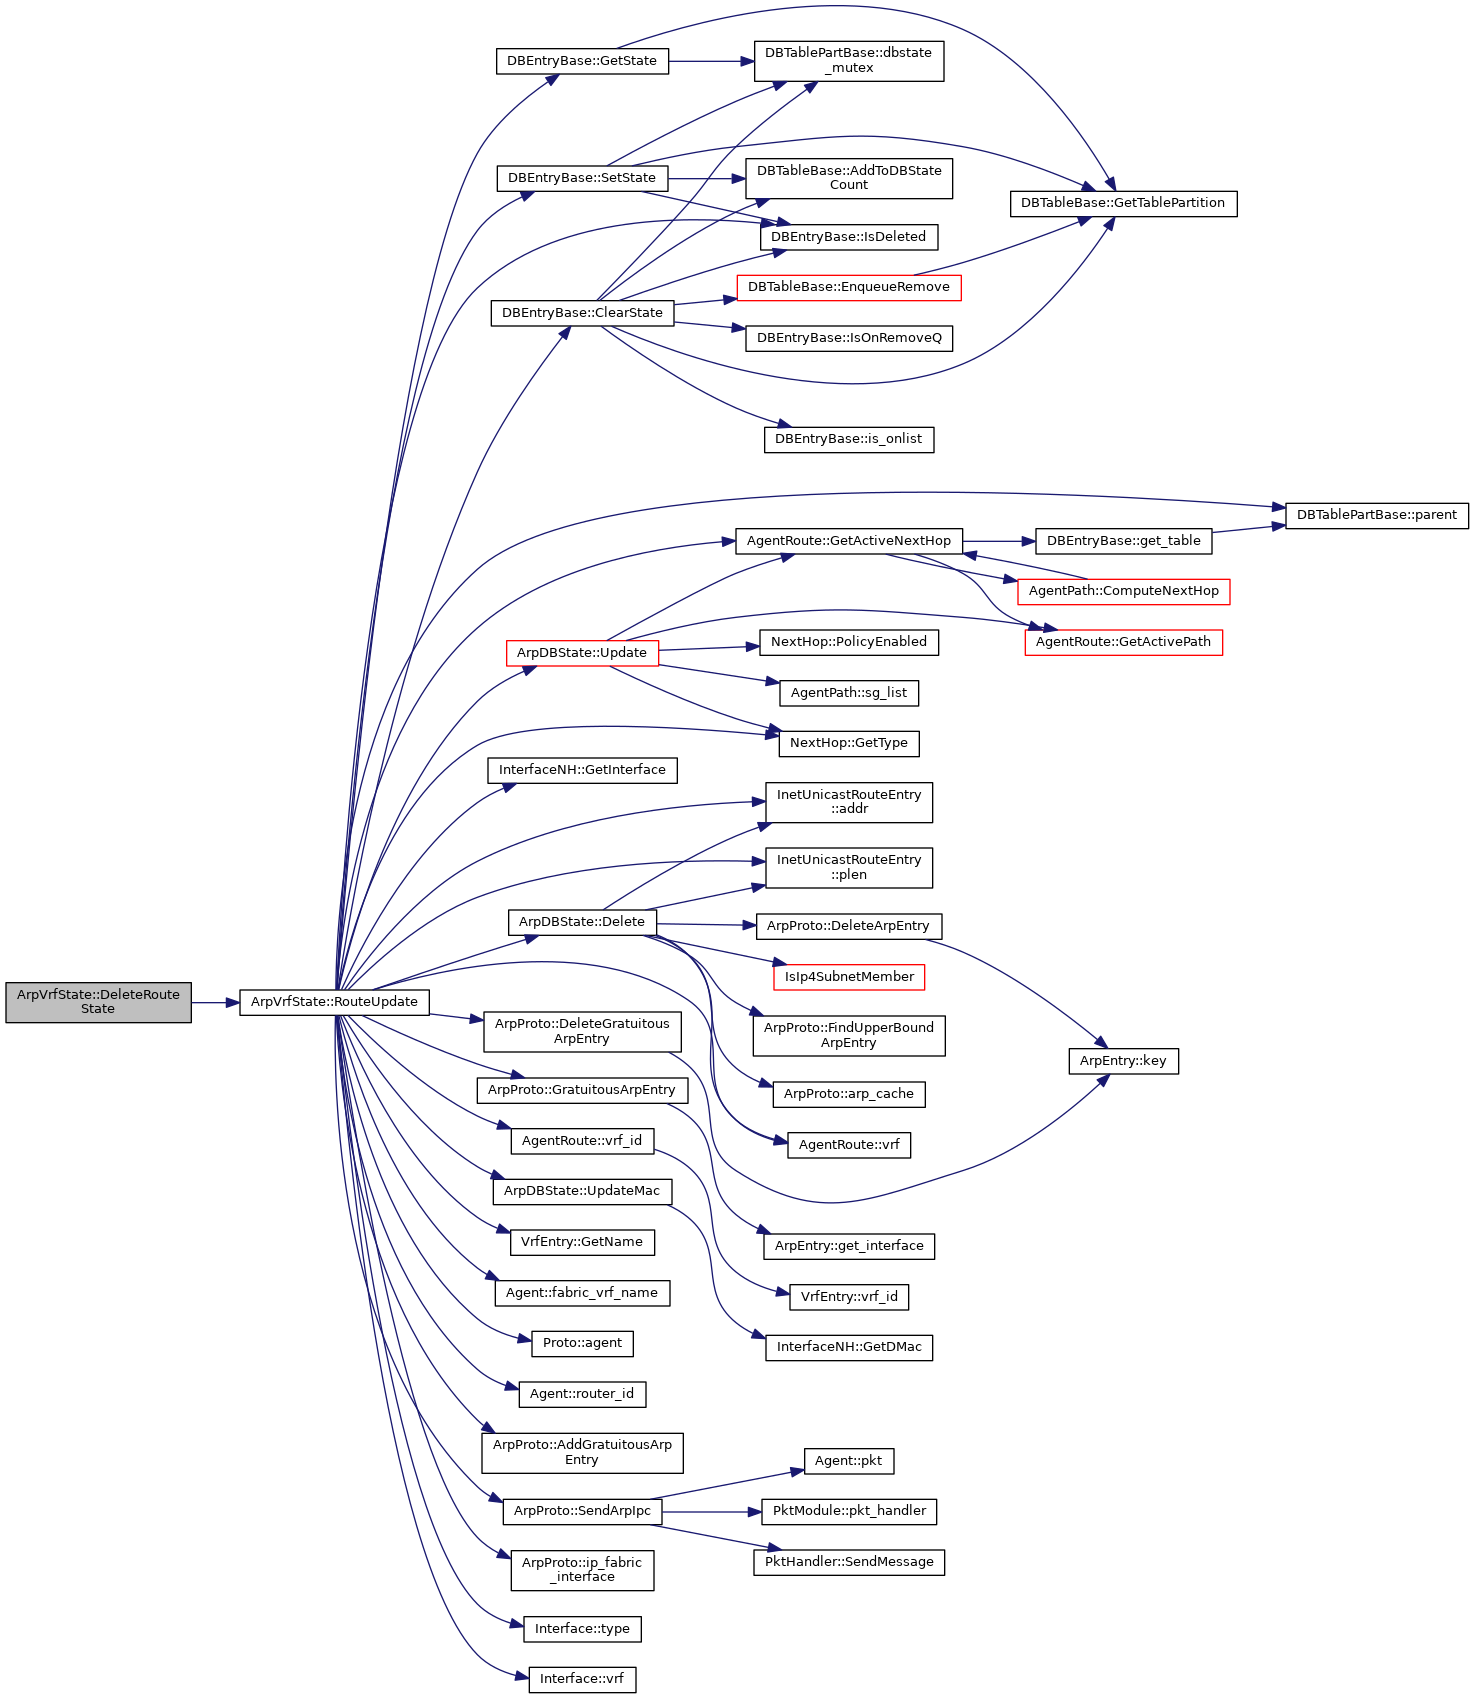 DBEntryBase::GetState
DBTablePartBase::dbstate
_mutex
DBEntryBase::SetState
DBTableBase::AddToDBState
Count
DBTableBase::GetTablePartition
DBEntryBase::IsDeleted
DBTableBase::EnqueueRemove
DBEntryBase::ClearState
DBEntryBase::IsOnRemoveQ
DBEntryBase::is_onlist
DBTablePartBase::parent
AgentRoute::GetActiveNextHop
DBEntryBase::get_table
AgentPath::ComputeNextHop
AgentRoute::GetActivePath
ArpDBState::Update
NextHop::PolicyEnabled
AgentPath::sg_list
NextHop::GetType
InterfaceNH::GetInterface
InetUnicastRouteEntry
::addr
InetUnicastRouteEntry
::plen
ArpDBState::Delete
ArpProto::DeleteArpEntry
IsIp4SubnetMember
ArpVrfState::DeleteRoute
State
ArpVrfState::RouteUpdate
ArpProto::DeleteGratuitous
ArpEntry
ArpProto::FindUpperBound
ArpEntry
ArpEntry::key
ArpProto::GratuitousArpEntry
ArpProto::arp_cache
AgentRoute::vrf_id
AgentRoute::vrf
ArpDBState::UpdateMac
VrfEntry::GetName
ArpEntry::get_interface
Agent::fabric_vrf_name
VrfEntry::vrf_id
Proto::agent
InterfaceNH::GetDMac
Agent::router_id
ArpProto::AddGratuitousArp
Entry
Agent::pkt
ArpProto::SendArpIpc
PktModule::pkt_handler
PktHandler::SendMessage
ArpProto::ip_fabric
_interface
Interface::type
Interface::vrf